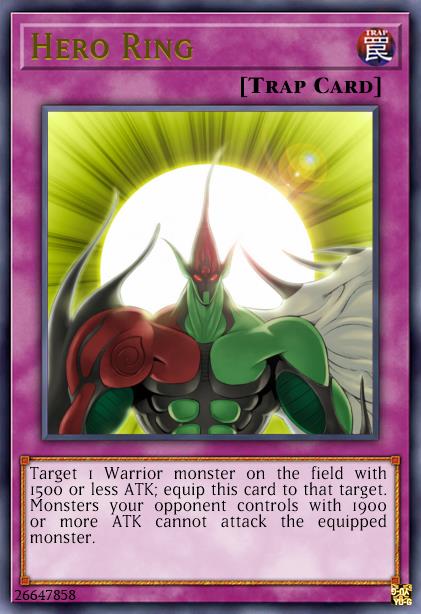 Hero Ring
TRAP
罠
[Trap Card]
Target 1 Warrior monster on the field with
1500 or less ATK; equip this card to that target.
Monsters your opponent controls with 1900
or more ATK cannot attack the equipped
monster.
26647858